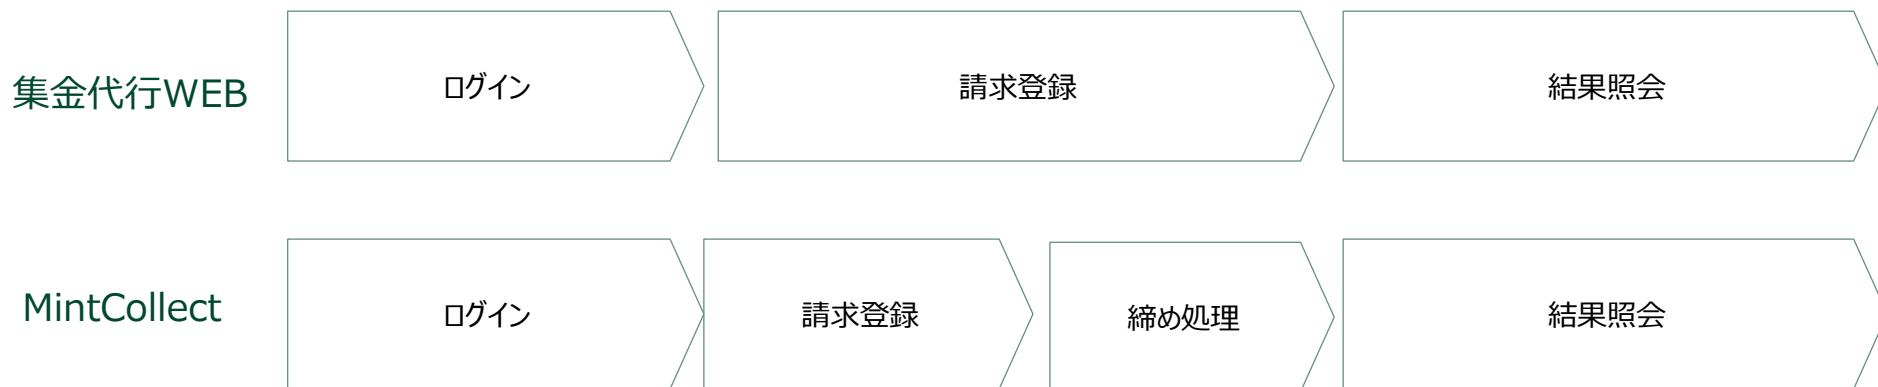 集金代行WEB
ログイン
請求登録
結果照会
MintCollect
ログイン
請求登録
締め処理
結果照会